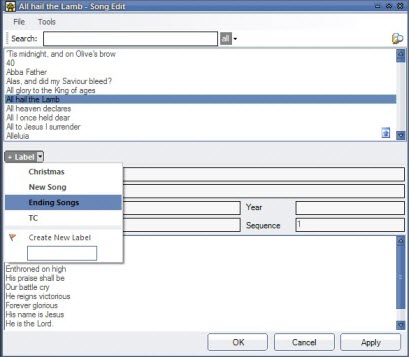 All hail the Lamb - Song Edit
File Tools
Search: all
'Tis midnight, and on Olive's brow
40
Abba Father
Alas, and did my Saviour bleed?
All glory to the King of ages
All hail the Lamb
All heaven declares
All I once held dear
All to Jesus I surrender
Alleluia
+ Label
Christmas
New Song
Ending Songs
TC
Create New Label
Year
Sequence 1
Enthroned on high
His praise shall be
Our battle cry
He reigns victorious
Forever glorious
His name is Jesus
He is the Lord.
OK Cancel Apply